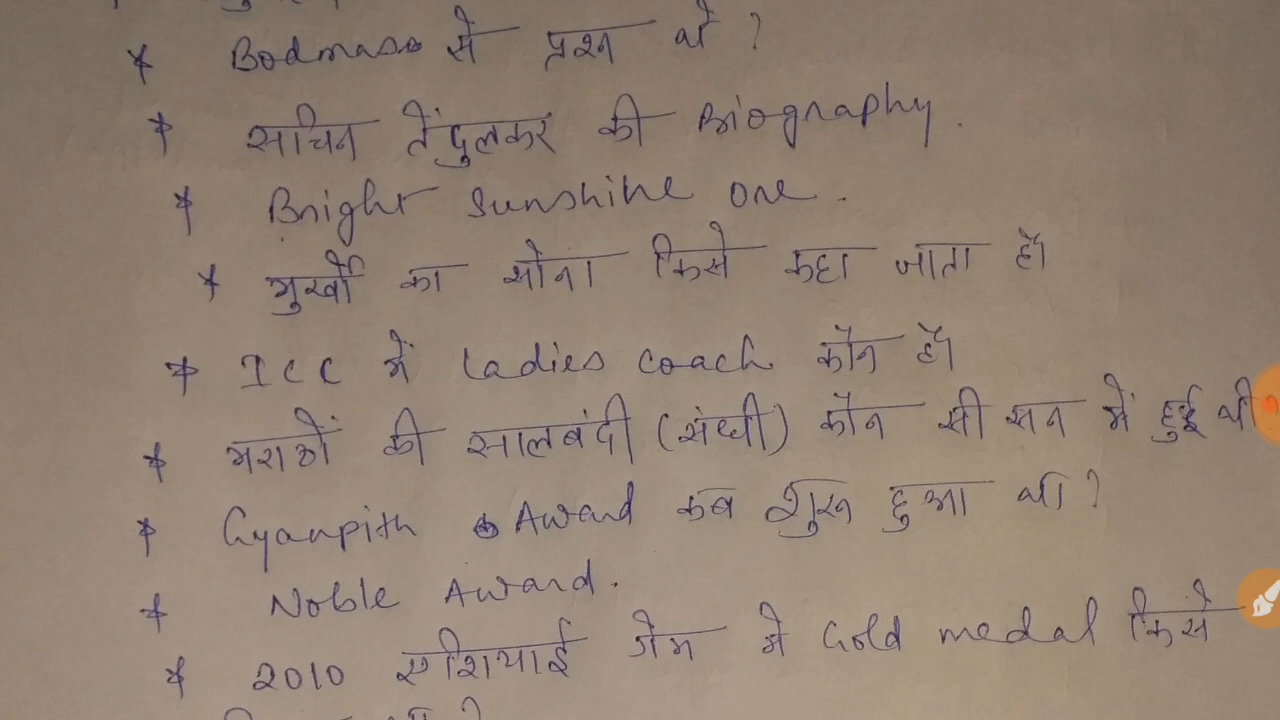 * Bodmass से प्रश्न थे ?
* सचिन तेंदुलकर की Biography.
* Bright Sunshine one.
* मुर्खों का सोना किसे कहा जाता है।
* ICC में Ladies coach कौन है।
* मराठों की सालबंदी (संधी) कौन सी सन में हुई थी
* Gyanpith Award कब शुरू हुआ था ?
* Noble Award.
* 2010 एशियाई गेम मे Gold medal किसे